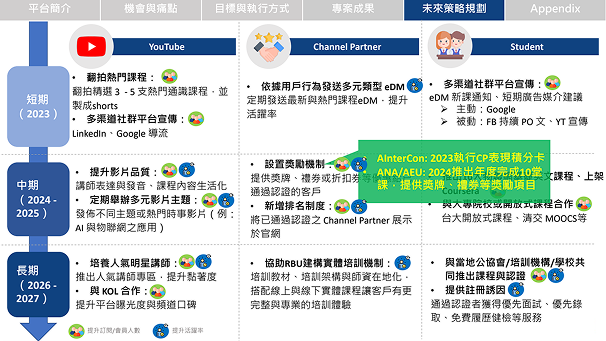 平台簡介
機會與痛點
目標與執行方式
專案成果
未來策略規劃
Appendix
YouTube
Channel Partner
Student
短期
（2023）
• 翻拍熱門課程：
翻拍精選 3 - 5 支熱門通識課程，並
製成shorts
• 多渠道社群平台宣傳：
LinkedIn、Google 導流
• 依據用戶行為發送多元類型 eDM
定期發送最新與熱門課程eDM，提升
活躍率
• 多渠道社群平台宣傳：
eDM 新課通知、短期廣告媒介建議
➢ 主動：Google
➢ 被動：FB 持續 PO 文、YT 宣傳
中期
（2024 -
2025）
• 提升影片品質：
講師表達與發音、課程內容生活化
• 定期舉辦多元影片主題：
發佈不同主題或熱門時事影片（例：
AI 與物聯網之應用）
• 設置獎勵機制：
提供獎牌、禮券或折扣券等
通過認證的客戶
• 新增排名制度：
將已通過認證之 Channel Partner 展示
於官網
AInterCon: 2023執行CP表現積分卡
ANA/AEU: 2024推出年度完成10堂
課，提供獎牌、禮券等獎勵項目
文課程、上架
Coursera
• 與大專院校或開放式課程合作
台大開放式課程、清交 MOOCS等
長期
（2026 -
2027）
• 培養人氣明星講師：
推出人氣講師專區，提升黏著度
• 與 KOL 合作：
提升平台曝光度與頻道口碑
• 協助RBU建構實體培訓機制：
培訓教材、培訓架構與師資在地化，
搭配線上與線下實體課程讓客戶有更
完整與專業的培訓體驗
• 與當地公協會/培訓機構/學校共
同推出課程與認證
• 提供註冊誘因
通過認證者獲得優先面試、優先錄
取、免費履歷健檢等服務
提升訂閱/會員人數
提升活躍率